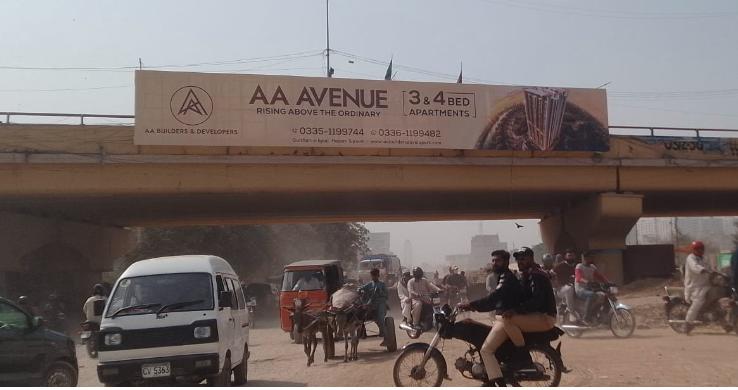 AA AVENUE
RISING ABOVE THE ORDINARY
3 & 4 BED
APARTMENTS
AA BUILDERS & DEVELOPERS
0335-1199744
0336-1199482
CV 5363